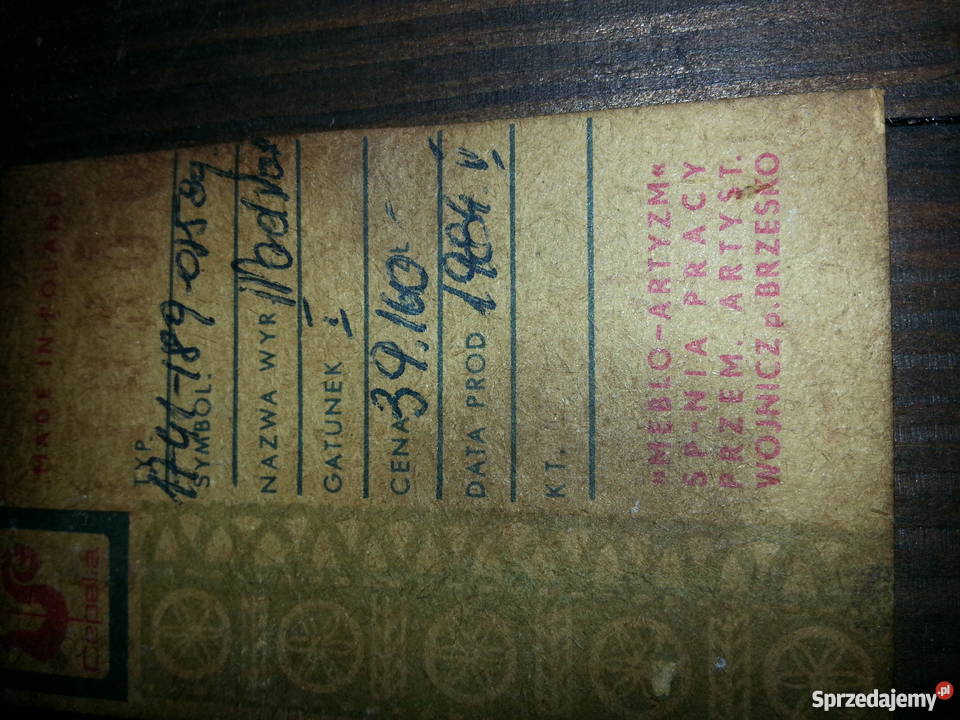 MADE IN POLAND
Cepelia
TYP.
SYMBOL:
NAZWA WYR
GATUNEK I
CENA 39.160 ZŁ -
DATA PROD 1984. V
KT.
»MEBLO-ARTYZM«
SP-NIA PRACY
PRZEM. ARTYST.
WOJNICZ p. BRZESKO
Sprzedajemy.pl